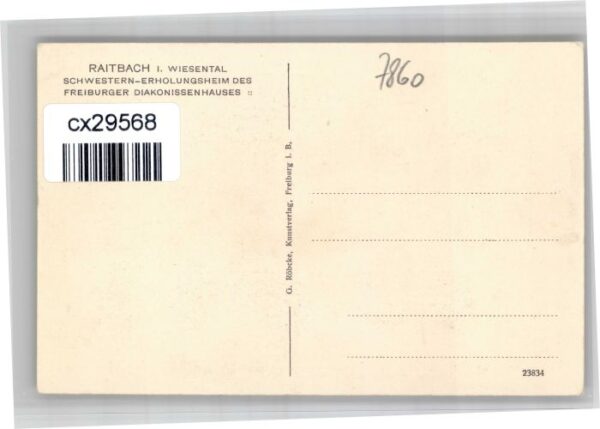 RAITBACH I. WIESENTAL
SCHWESTERN-ERHOLUNGSHEIM DES
FREIBURGER DIAKONISSENHAUSES
cx29568
7860
G. Röbcke, Kunstverlag, Freiburg i. B.
23834